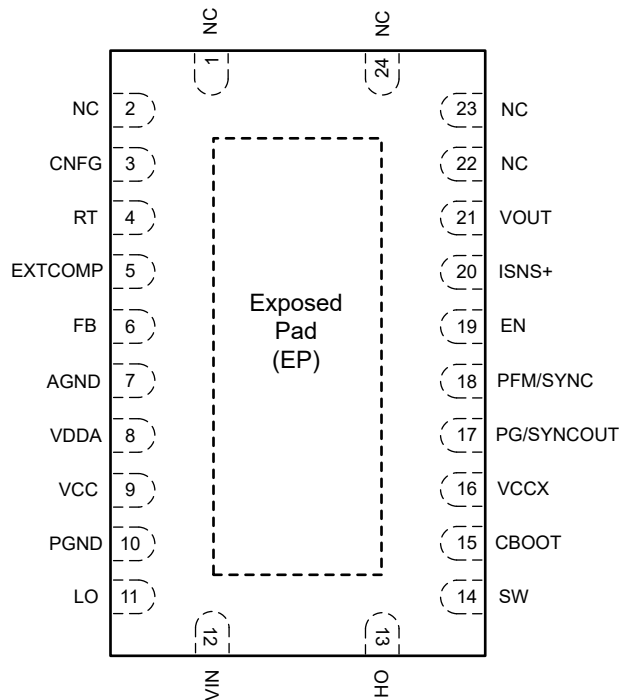 NC
NC
1
24
NC 2
CNFG 3
RT 4
EXTCOMP 5
FB 6
AGND 7
VDDA 8
VCC 9
PGND 10
LO 11
Exposed
Pad
(EP)
23 NC
22 NC
21 VOUT
20 ISNS+
19 EN
18 PFM/SYNC
17 PG/SYNCOUT
16 VCCX
15 CBOOT
14 SW
12
13
VIN
HO